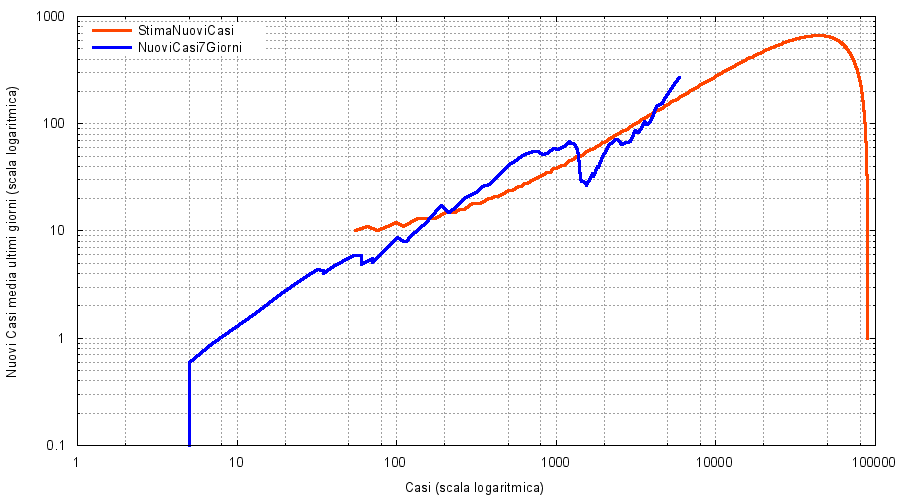 1000
StimaNuoviCasi
NuoviCasi7Giorni
100
10
1
0.1
Nuovi Casi media ultimi giorni (scala logaritmica)
1 10 100 1000 10000 100000
Casi (scala logaritmica)